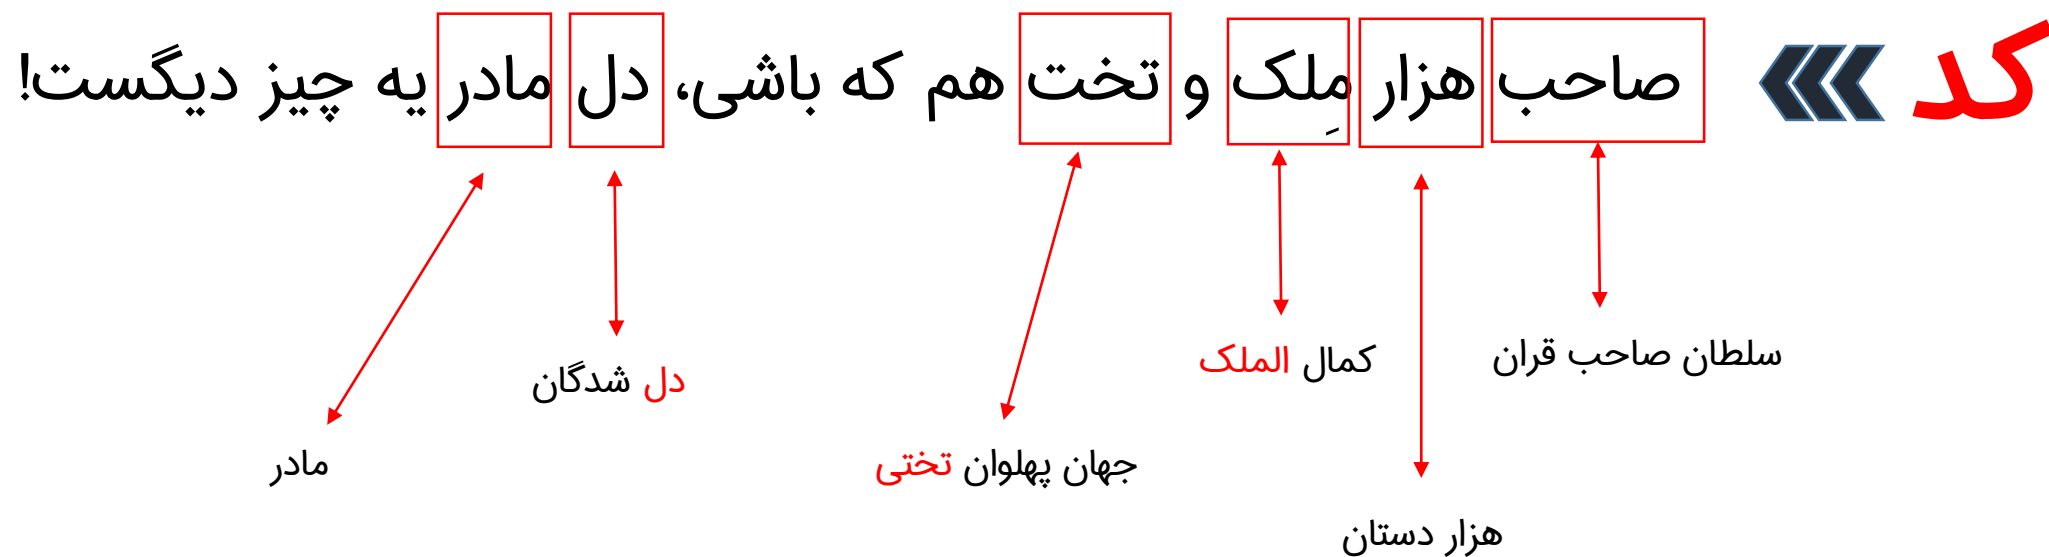 کد صاحب هزار مِلک و تخت هم که باشی، دل مادر یه چیز دیگست!
سلطان صاحب قران
کمال الملک
دل شدگان
جهان پهلوان تختی
مادر
هزار دستان